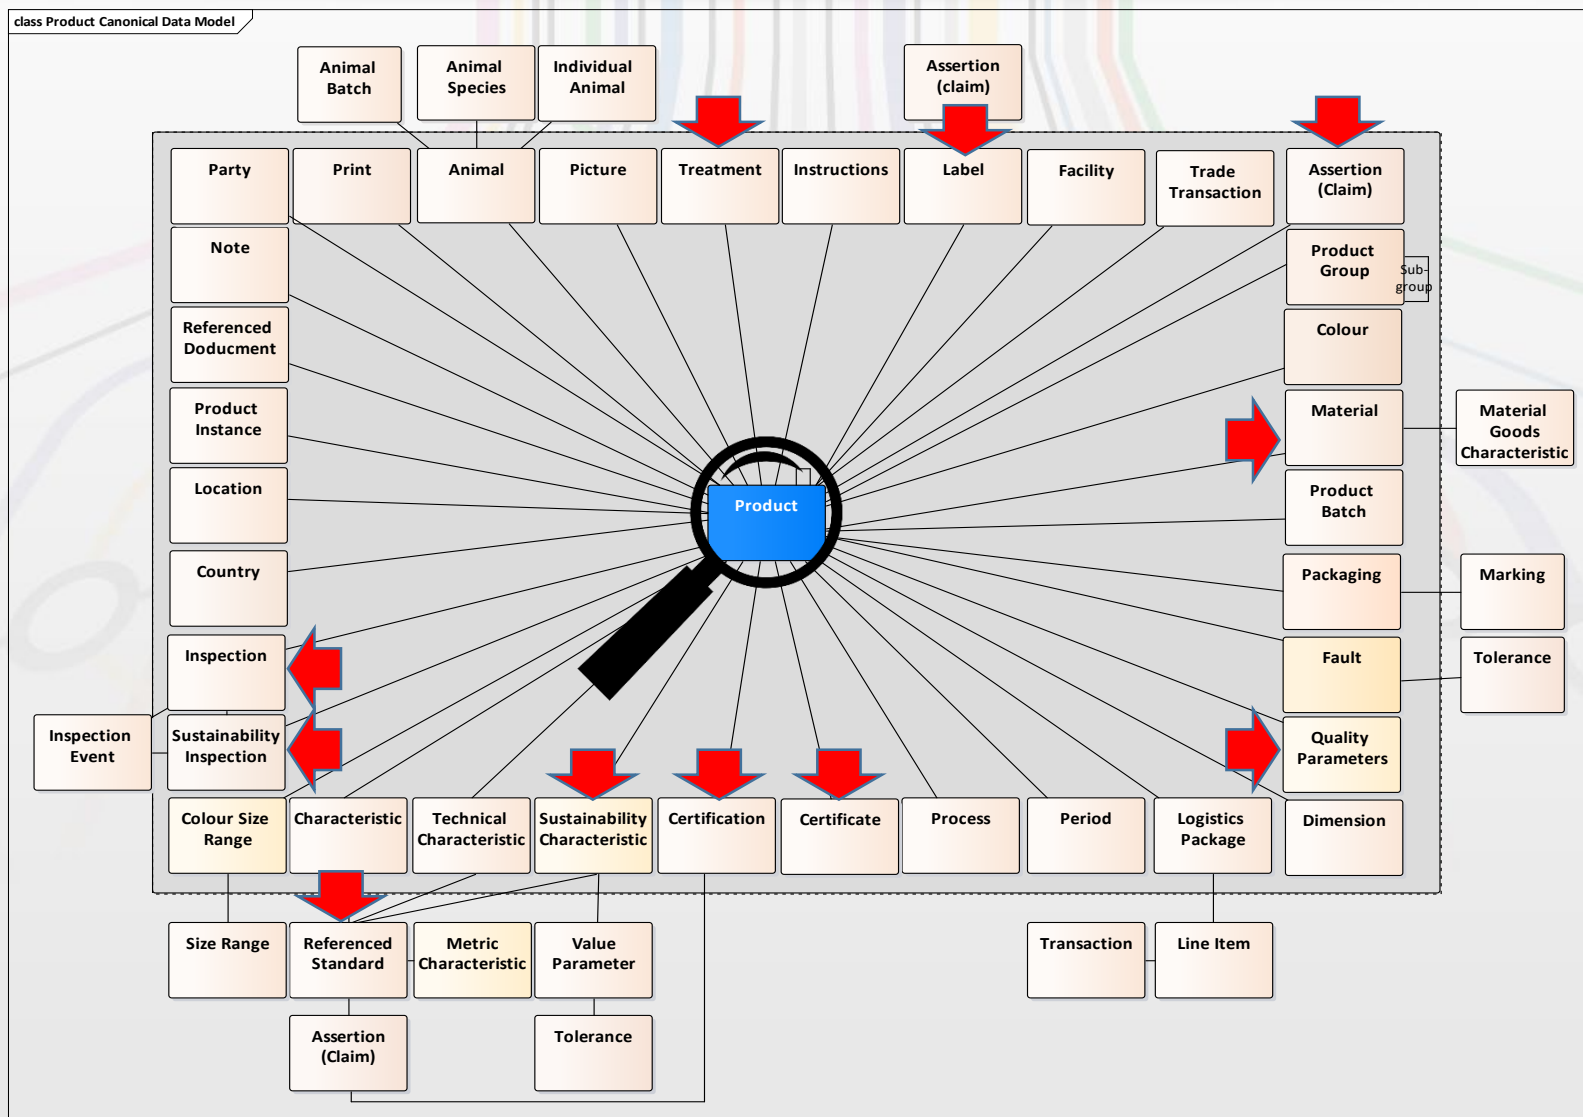 class Product Canonical Data Model
Animal
Batch
Animal
Species
Individual
Animal
Assertion
(claim)
Party
Print
Animal
Picture
Treatment
Instructions
Label
Facility
Trade
Transaction
Assertion
(Claim)
Note
Product
Group
Sub-
group
Referenced
Doducment
Colour
Product
Instance
Material
Material
Goods
Characteristic
Location
Product
Product
Batch
Country
Packaging
Marking
Inspection
Fault
Tolerance
Inspection
Event
Sustainability
Inspection
Quality
Parameters
Colour Size
Range
Characteristic
Technical
Characteristic
Sustainability
Characteristic
Certification
Certificate
Process
Period
Logistics
Package
Dimension
Size Range
Referenced
Standard
Metric
Characteristic
Value
Parameter
Transaction
Line Item
Assertion
(Claim)
Tolerance